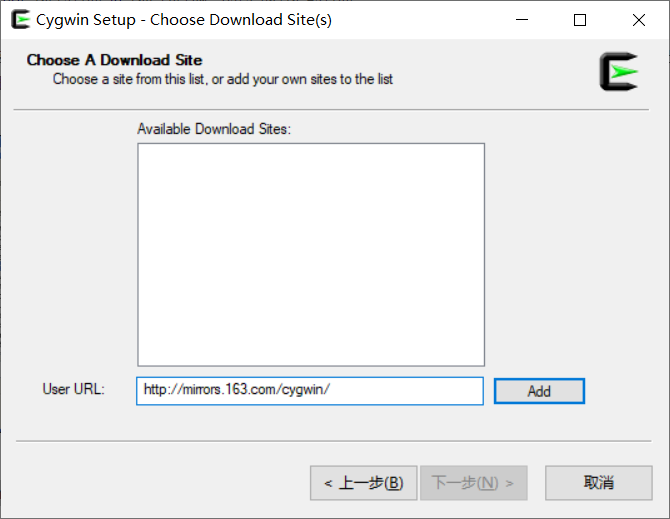 Cygwin Setup - Choose Download Site(s)
Choose A Download Site
Choose a site from this list, or add your own sites to the list
Available Download Sites:
User URL: http://mirrors.163.com/cygwin/ Add
< 上一步(B) 下一步(N) > 取消